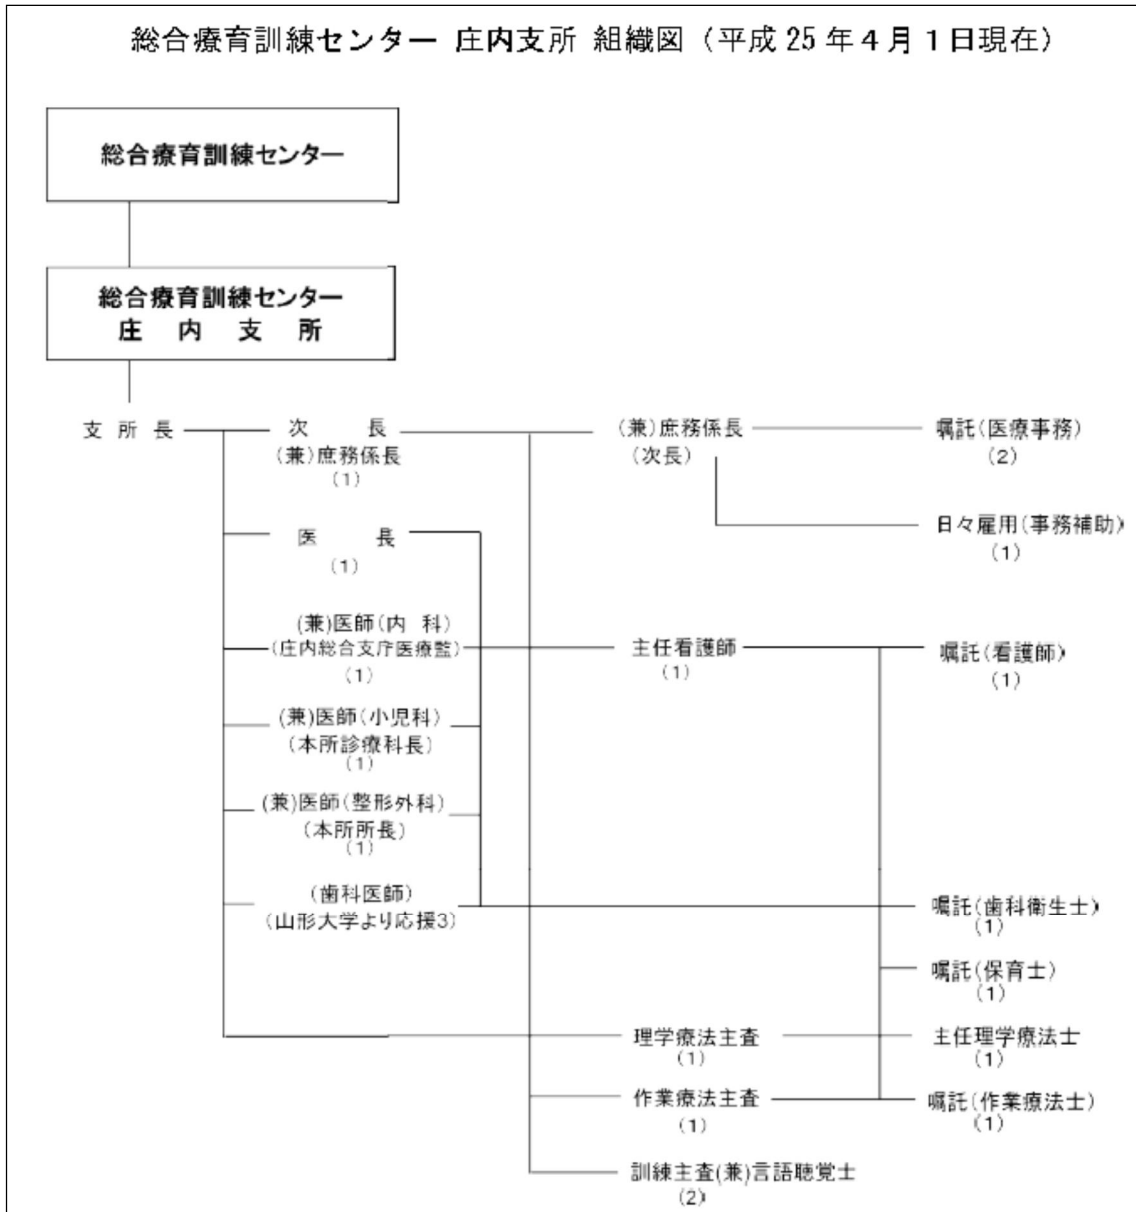 総合療育訓練センター 庄内支所 組織図（平成25年４月１日現在）
総合療育訓練センター
総合療育訓練センター
庄内支所
支所長
次長
(兼)庶務係長
(1)
(兼)庶務係長
(次長)
嘱託(医療事務)
(2)
日々雇用(事務補助)
(1)
医長
(1)
(兼)医師(内科)
(庄内総合支庁医療監)
(1)
主任看護師
(1)
嘱託(看護師)
(1)
(兼)医師(小児科)
(本所診療科長)
(1)
(兼)医師(整形外科)
(本所所長)
(1)
(歯科医師)
(山形大学より応援3)
嘱託(歯科衛生士)
(1)
嘱託(保育士)
(1)
理学療法主査
(1)
主任理学療法士
(1)
作業療法主査
(1)
嘱託(作業療法士)
(1)
訓練主査(兼)言語聴覚士
(2)